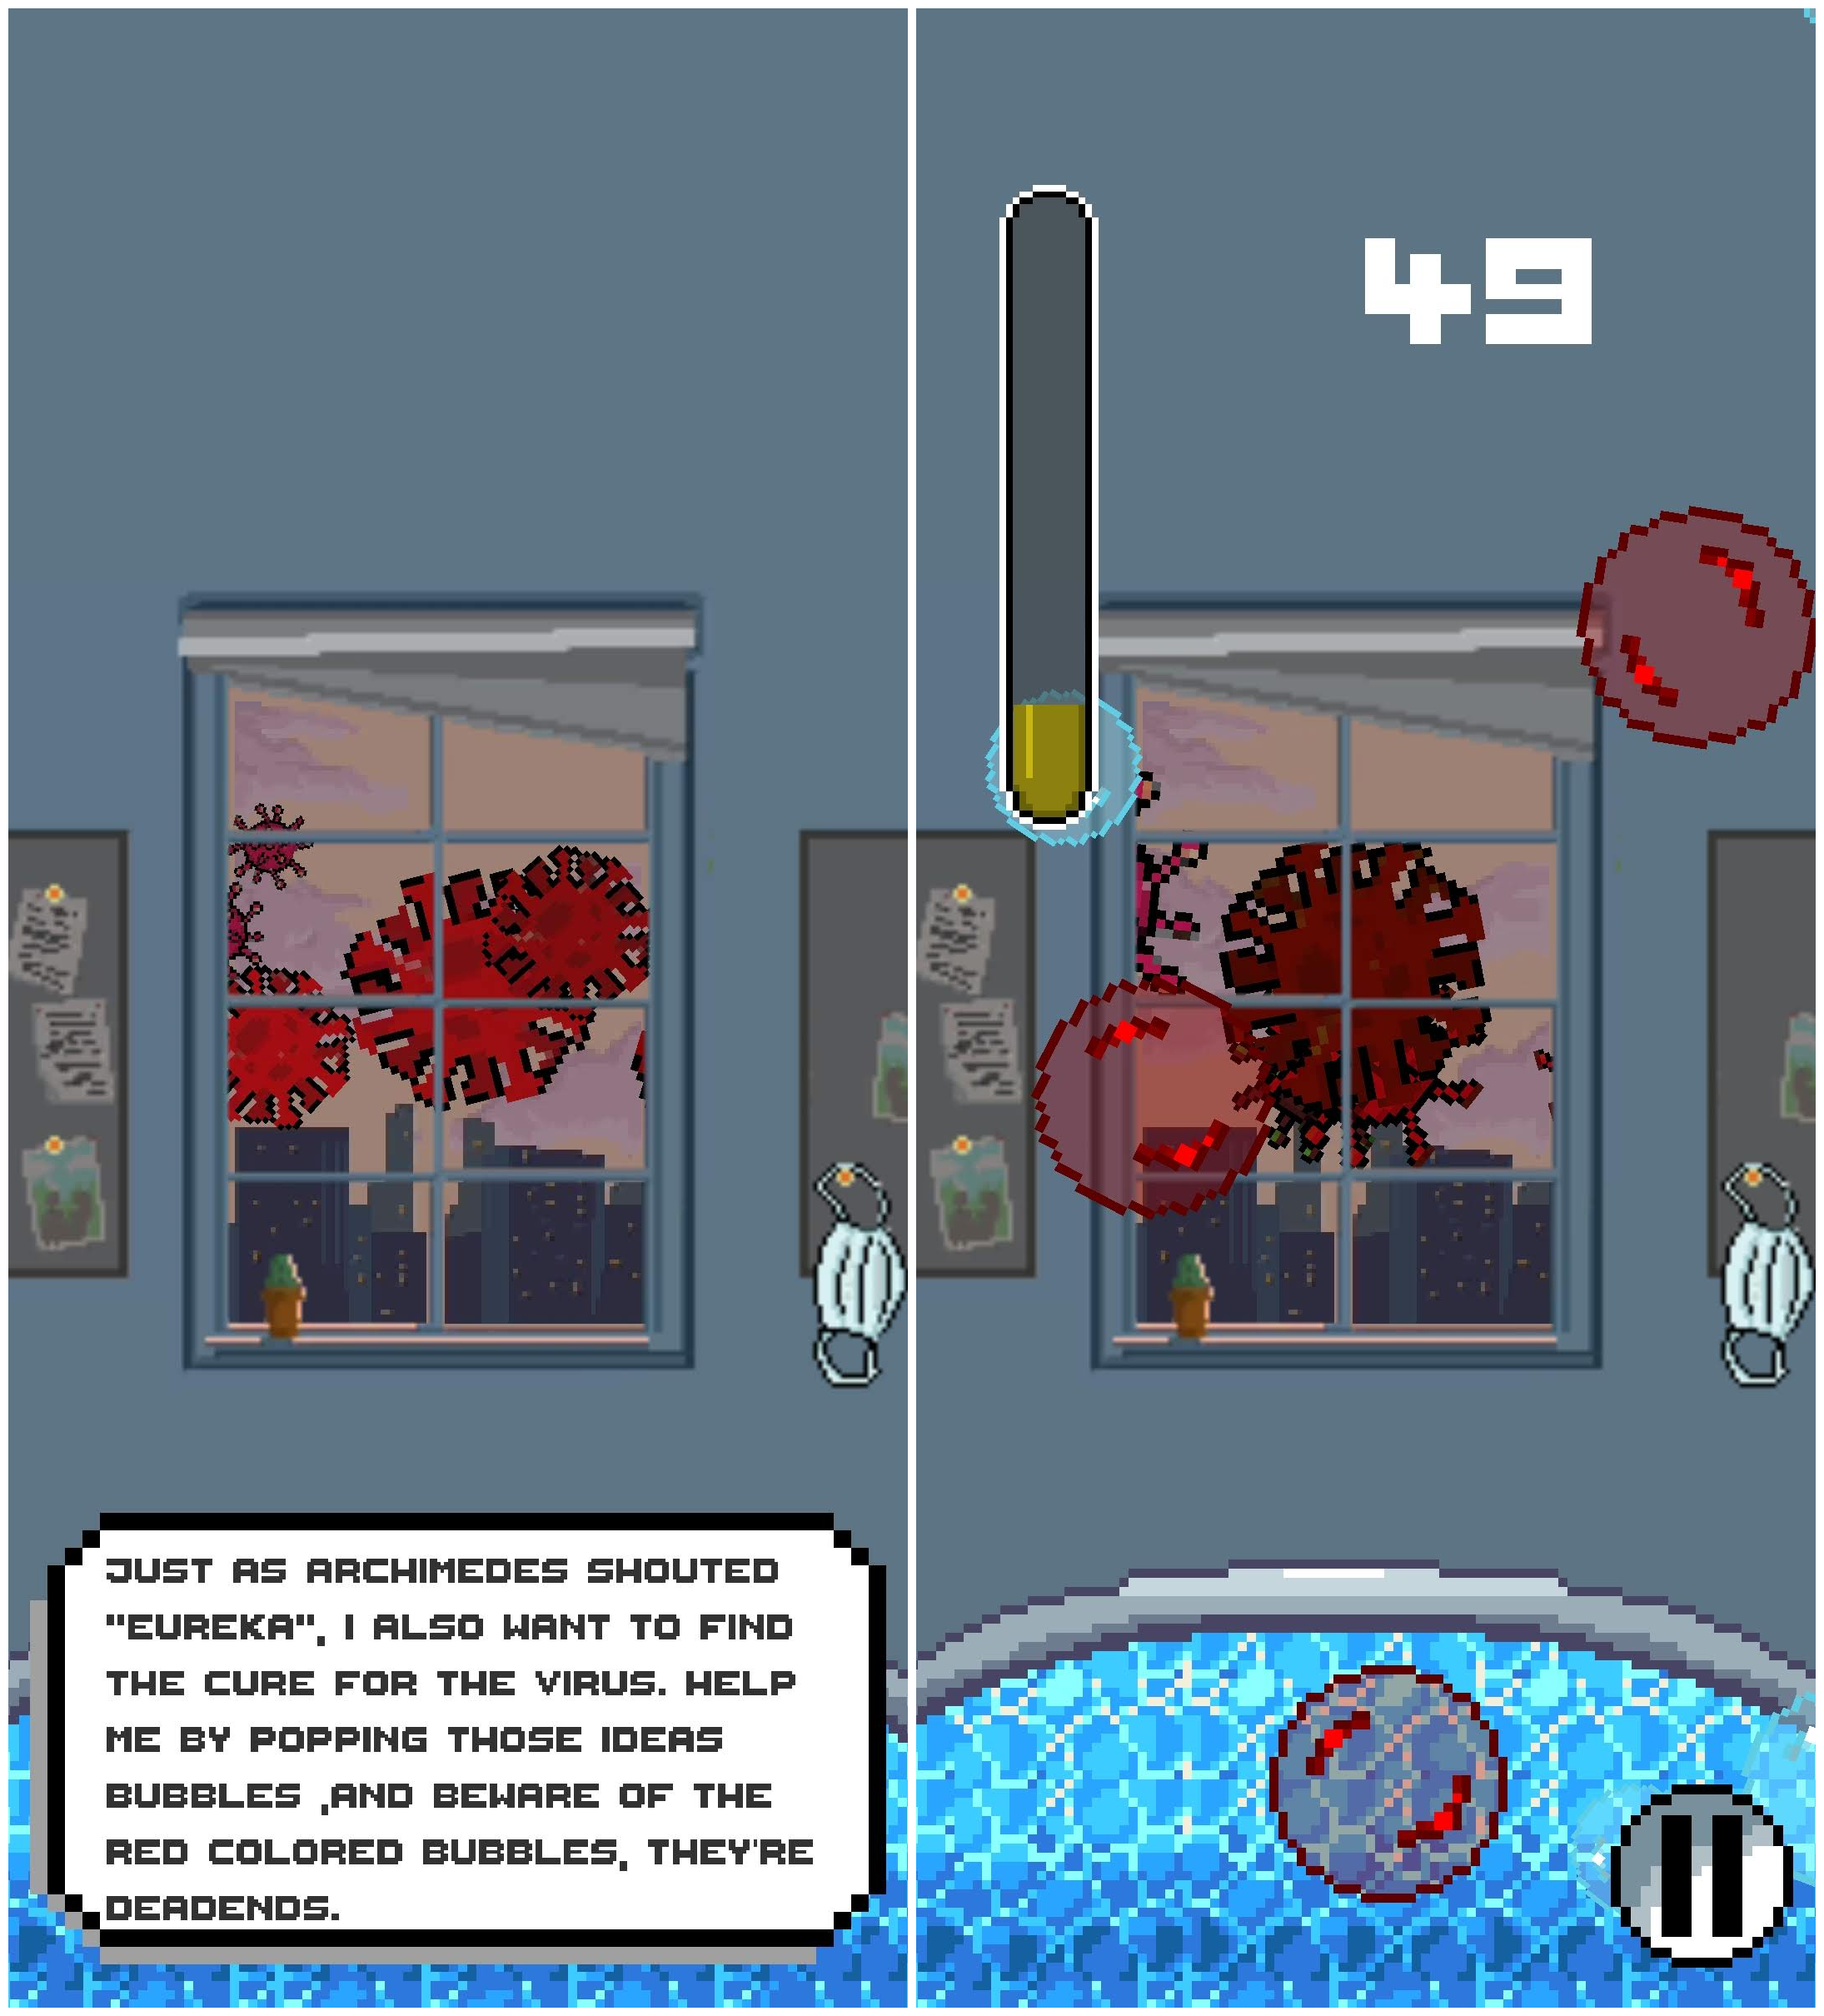 JUST AS ARCHIMEDES SHOUTED
"EUREKA", I ALSO WANT TO FIND
THE CURE FOR THE VIRUS. HELP
ME BY POPPING THOSE IDEAS
BUBBLES ,AND BEWARE OF THE
RED COLORED BUBBLES, THEY'RE
DEADENDS.
49